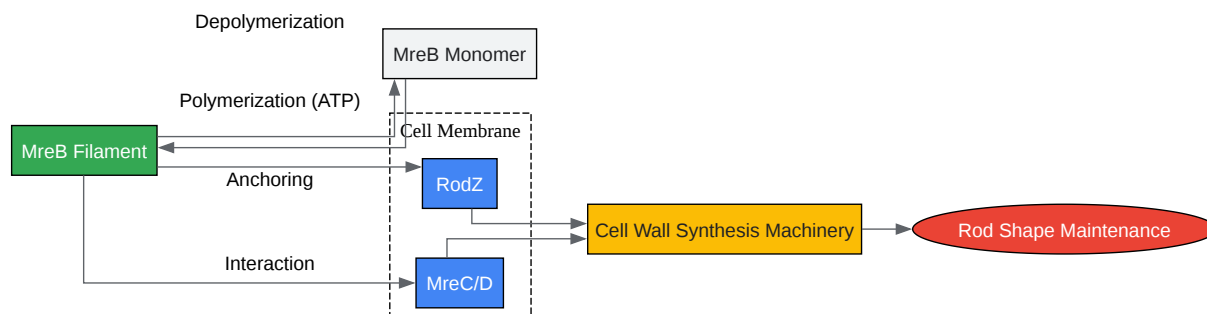 Depolymerization
MreB Monomer
Polymerization (ATP)
Cell Membrane
MreB Filament
Anchoring
RodZ
Cell Wall Synthesis Machinery
Rod Shape Maintenance
Interaction
MreC/D